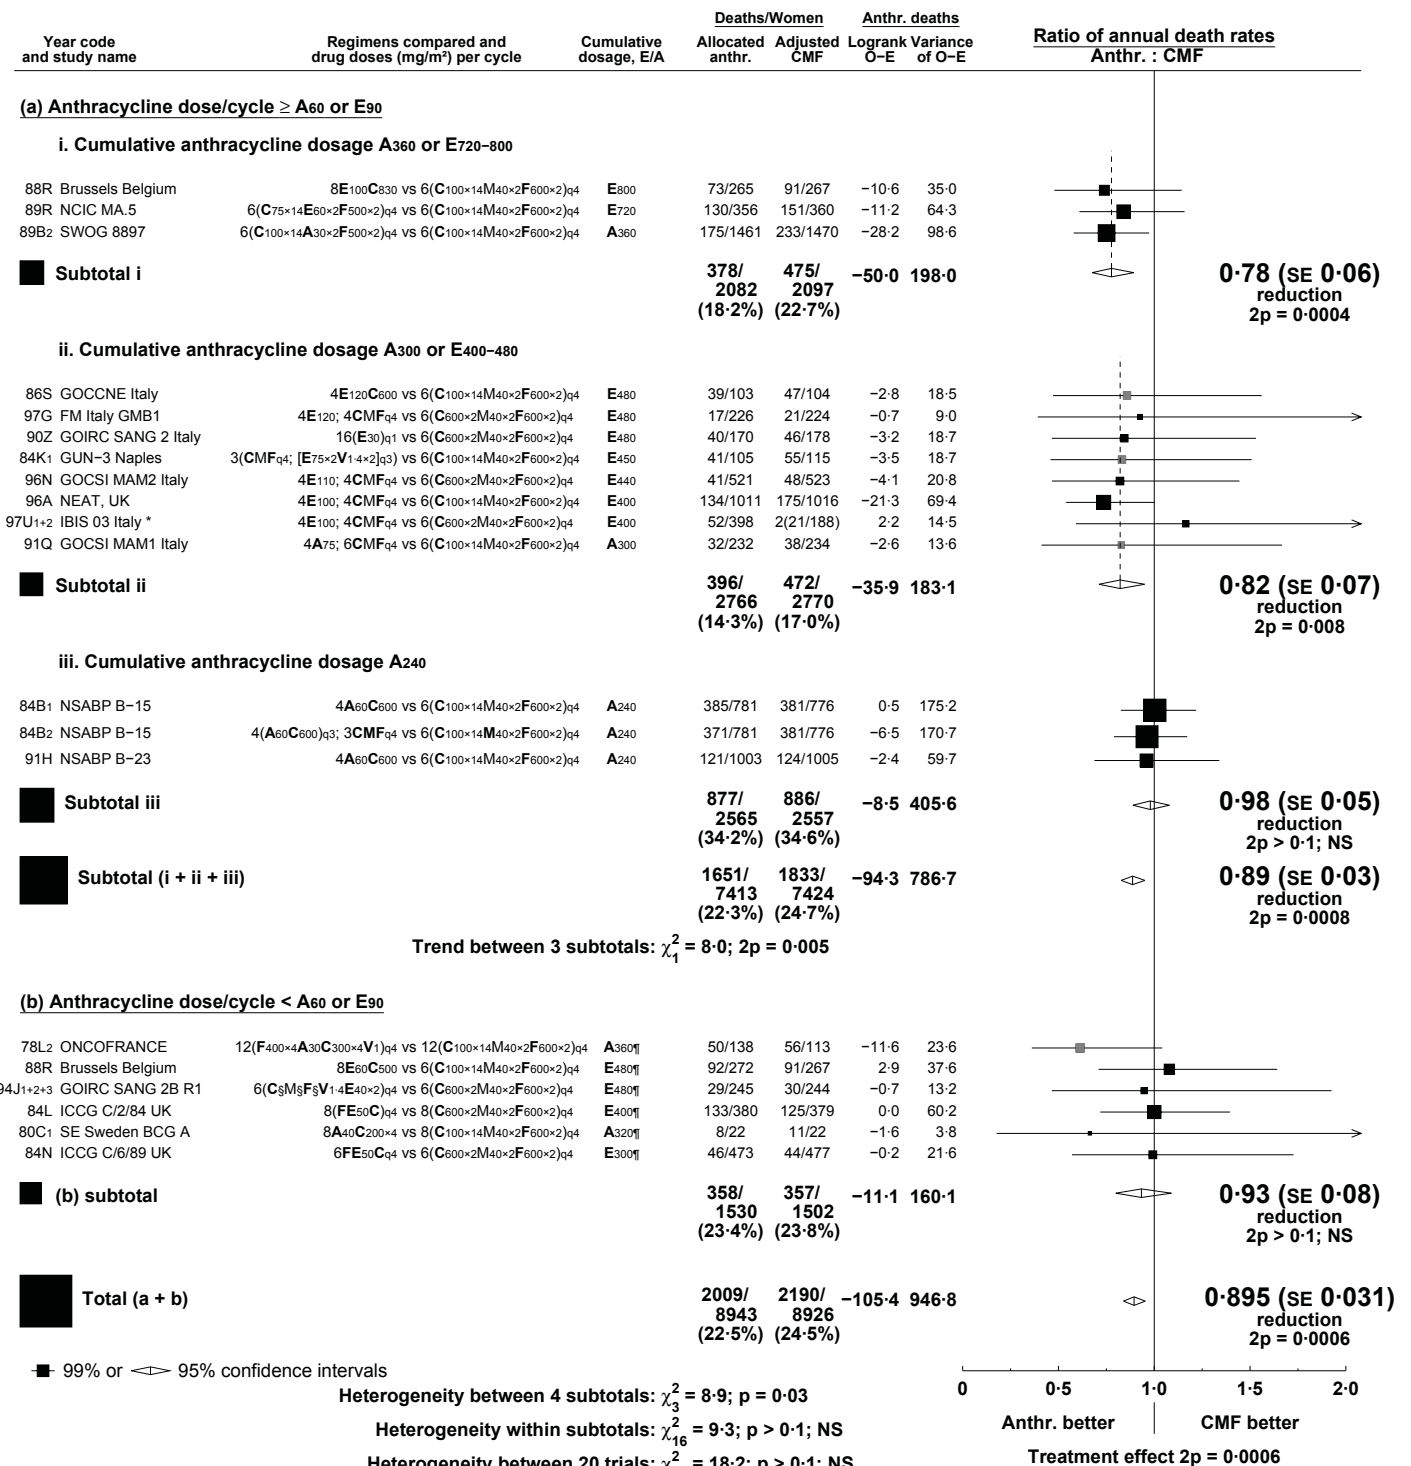 Deaths/Women Anthr. deaths
Year code and study name Regimens compared and drug doses (mg/m²) per cycle Cumulative dosage, E/A Allocated anthr. Adjusted CMF Logrank O−E Variance of O−E Ratio of annual death rates Anthr. : CMF
(a) Anthracycline dose/cycle ≥ A60 or E90
i. Cumulative anthracycline dosage A360 or E720−800
88R Brussels Belgium 8E100C830 vs 6(C100×14M40×2F600×2)q4 E800 73/265 91/267 −10·6 35·0
89R NCIC MA.5 6(C75×14E60×2F500×2)q4 vs 6(C100×14M40×2F600×2)q4 E720 130/356 151/360 −11·2 64·3
89B2 SWOG 8897 6(C100×14A30×2F500×2)q4 vs 6(C100×14M40×2F600×2)q4 A360 175/1461 233/1470 −28·2 98·6
Subtotal i 378/ 475/ −50·0 198·0 0·78 (SE 0·06)
2082 2097 reduction
(18·2%) (22·7%) 2p = 0·0004
ii. Cumulative anthracycline dosage A300 or E400−480
86S GOCCNE Italy 4E120C600 vs 6(C100×14M40×2F600×2)q4 E480 39/103 47/104 −2·8 18·5
97G FM Italy GMB1 4E120; 4CMFq4 vs 6(C600×2M40×2F600×2)q4 E480 17/226 21/224 −0·7 9·0
90Z GOIRC SANG 2 Italy 16(E30)q1 vs 6(C600×2M40×2F600×2)q4 E480 40/170 46/178 −3·2 18·7
84K1 GUN−3 Naples 3(CMFq4; [E75×2V1·4×2]q3) vs 6(C100×14M40×2F600×2)q4 E450 41/105 55/115 −3·5 18·7
96N GOCSI MAM2 Italy 4E110; 4CMFq4 vs 6(C600×2M40×2F600×2)q4 E440 41/521 48/523 −4·1 20·8
96A NEAT, UK 4E100; 4CMFq4 vs 6(C100×14M40×2F600×2)q4 E400 134/1011 175/1016 −21·3 69·4
97U1+2 IBIS 03 Italy * 4E100; 4CMFq4 vs 6(C600×2M40×2F600×2)q4 E400 52/398 2(21/188) 2·2 14·5
91Q GOCSI MAM1 Italy 4A75; 6CMFq4 vs 6(C100×14M40×2F600×2)q4 A300 32/232 38/234 −2·6 13·6
Subtotal ii 396/ 472/ −35·9 183·1 0·82 (SE 0·07)
2766 2770 reduction
(14·3%) (17·0%) 2p = 0·008
iii. Cumulative anthracycline dosage A240
84B1 NSABP B−15 4A60C600 vs 6(C100×14M40×2F600×2)q4 A240 385/781 381/776 0·5 175·2
84B2 NSABP B−15 4(A60C600)q3; 3CMFq4 vs 6(C100×14M40×2F600×2)q4 A240 371/781 381/776 −6·5 170·7
91H NSABP B−23 4A60C600 vs 6(C100×14M40×2F600×2)q4 A240 121/1003 124/1005 −2·4 59·7
Subtotal iii 877/ 886/ −8·5 405·6 0·98 (SE 0·05)
2565 2557 reduction
(34·2%) (34·6%) 2p > 0·1; NS
Subtotal (i + ii + iii) 1651/ 1833/ −94·3 786·7 0·89 (SE 0·03)
7413 7424 reduction
(22·3%) (24·7%) 2p = 0·0008
Trend between 3 subtotals: χ²₁ = 8·0; 2p = 0·005
(b) Anthracycline dose/cycle < A60 or E90
78L2 ONCOFRANCE 12(F400×4A30C300×4V1)q4 vs 12(C100×14M40×2F600×2)q4 A360¶ 50/138 56/113 −11·6 23·6
88R Brussels Belgium 8E60C500 vs 6(C100×14M40×2F600×2)q4 E480¶ 92/272 91/267 2·9 37·6
94J1+2+3 GOIRC SANG 2B R1 6(C§M§F§V1·4E40×2)q4 vs 6(C600×2M40×2F600×2)q4 E480¶ 29/245 30/244 −0·7 13·2
84L ICCG C/2/84 UK 8(FE50C)q4 vs 8(C600×2M40×2F600×2)q4 E400¶ 133/380 125/379 0·0 60·2
80C1 SE Sweden BCG A 8A40C200×4 vs 8(C100×14M40×2F600×2)q4 A320¶ 8/22 11/22 −1·6 3·8
84N ICCG C/6/89 UK 6FE50Cq4 vs 6(C600×2M40×2F600×2)q4 E300¶ 46/473 44/477 −0·2 21·6
(b) subtotal 358/ 357/ −11·1 160·1 0·93 (SE 0·08)
1530 1502 reduction
(23·4%) (23·8%) 2p > 0·1; NS
Total (a + b) 2009/ 2190/ −105·4 946·8 0·895 (SE 0·031)
8943 8926 reduction
(22·5%) (24·5%) 2p = 0·0006
99% or 95% confidence intervals
0 0·5 1·0 1·5 2·0
Heterogeneity between 4 subtotals: χ²₃ = 8·9; p = 0·03
Anthr. better CMF better
Heterogeneity within subtotals: χ²₁₆ = 9·3; p > 0·1; NS
Treatment effect 2p = 0·0006
Heterogeneity between 20 trials: χ² = 18·2; p > 0·1; NS